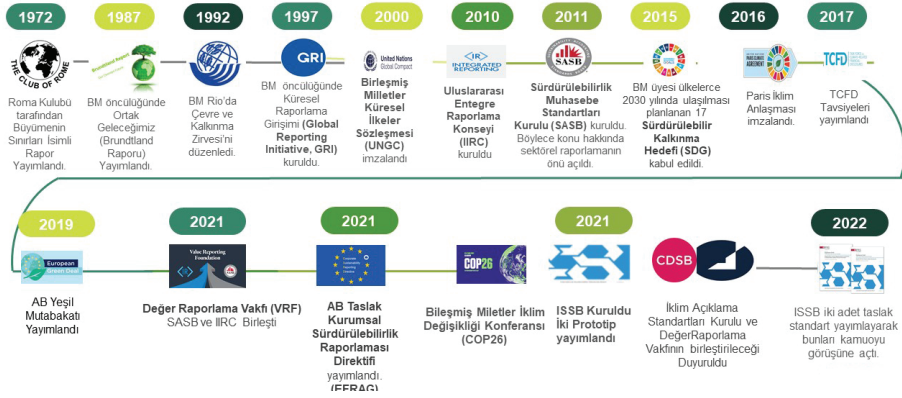 1972
1987
1992
1997
2000
2010
2011
2015
2016
2017
THE CLUB OF ROME
Brundtland Report
GRI
United Nations
Global Compact
<IR>
INTEGRATED
REPORTING
SASB
PARIS CLIMATE
AGREEMENT
TCFD
Roma Kulubü
tarafından
Büyümenin
Sınırları İsimli
Rapor
Yayımlandı.
BM öncülüğünde
Ortak
Geleceğimiz
(Brundtland
Raporu)
Yayımlandı.
BM Rio’da
Çevre ve
Kalkınma
Zirvesi’ni
düzenledi.
BM öncülüğünde
Küresel
Raporlama
Girişimi (Global
Reporting
Initiative, GRI)
kuruldu.
Birleşmiş
Milletler
Küresel
İlkeler
Sözleşmesi
(UNGC)
imzalandı
Uluslararası
Entegre
Raporlama
Konseyi
(IIRC)
kuruldu
Sürdürülebilirlik
Muhasebe
Standartları
Kurulu (SASB) kuruldu.
Böylece konu hakkında
sektörel raporlamanın
önü açıldı.
BM üyesi ülkelerce
2030 yılında ulaşılması
planlanan 17
Sürdürülebilir
Kalkınma
Hedefi (SDG)
kabul edildi.
Paris İklim
Anlaşması
imzalandı.
TCFD
Tavsiyeleri
yayımlandı
2019
2021
2021
2021
2022
European
Green Deal
Value Reporting
Foundation
COP26
CDSB
AB Yeşil
Mutabakatı
Yayımlandı
Değer Raporlama Vakfı (VRF)
SASB ve IIRC Birleşti
AB Taslak
Kurumsal
Sürdürülebilirlik
Raporlaması
Direktifi
yayımlandı.
(EFRAG)
Bileşmiş Miletler İklim
Değişikliği Konferansı
(COP26)
ISSB Kuruldu
İki Prototip
yayımlandı
İklim Açıklama
Standartları Kurulu ve
DeğerRaporlama
Vakfının birleştirileceği
Duyuruldu
ISSB iki adet taslak
standart yayımlayarak
bunları kamuoyu
görüşüne açtı.